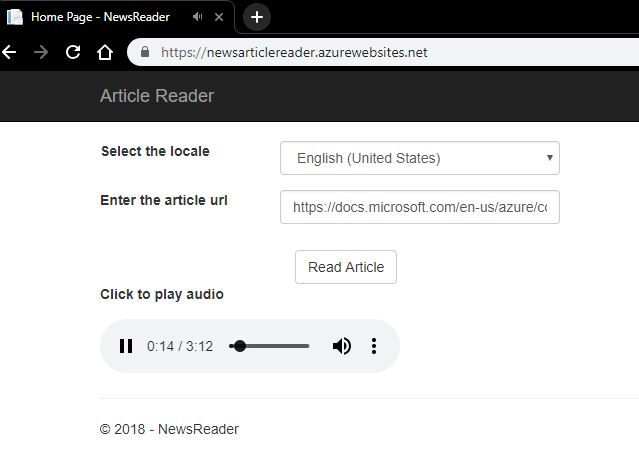 Home Page - NewsReader
https://newsarticlereader.azurewebsites.net
Article Reader
Select the locale
English (United States)
Enter the article url
https://docs.microsoft.com/en-us/azure/co
Read Article
Click to play audio
0:14 / 3:12
© 2018 - NewsReader